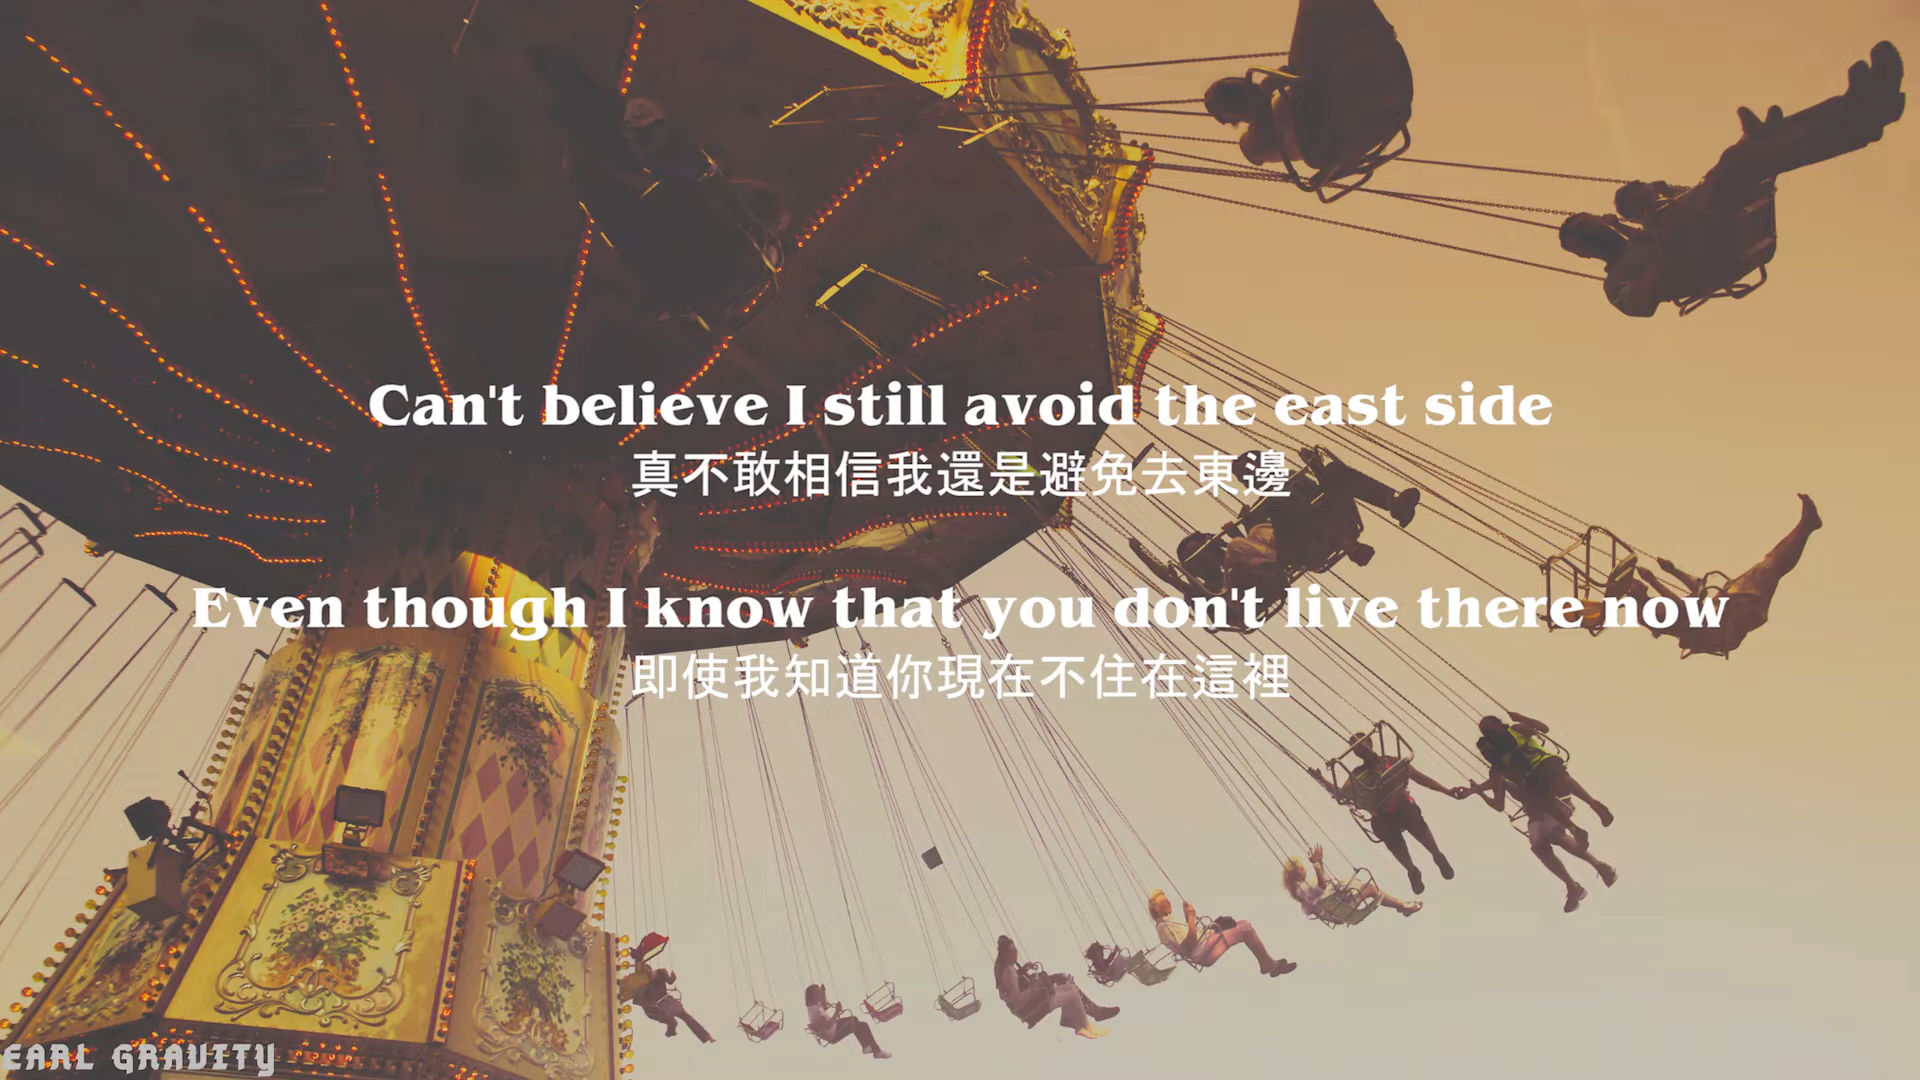 Can't believe I still avoid the east side
真不敢相信我還是避免去東邊
Even though I know that you don't live there now
即使我知道你現在不住在這裡
EARL GRAVITY